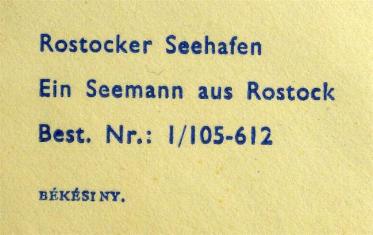 Rostocker Seehafen
Ein Seemann aus Rostock
Best. Nr.: 1/105-612
BÉKÉSI NY.